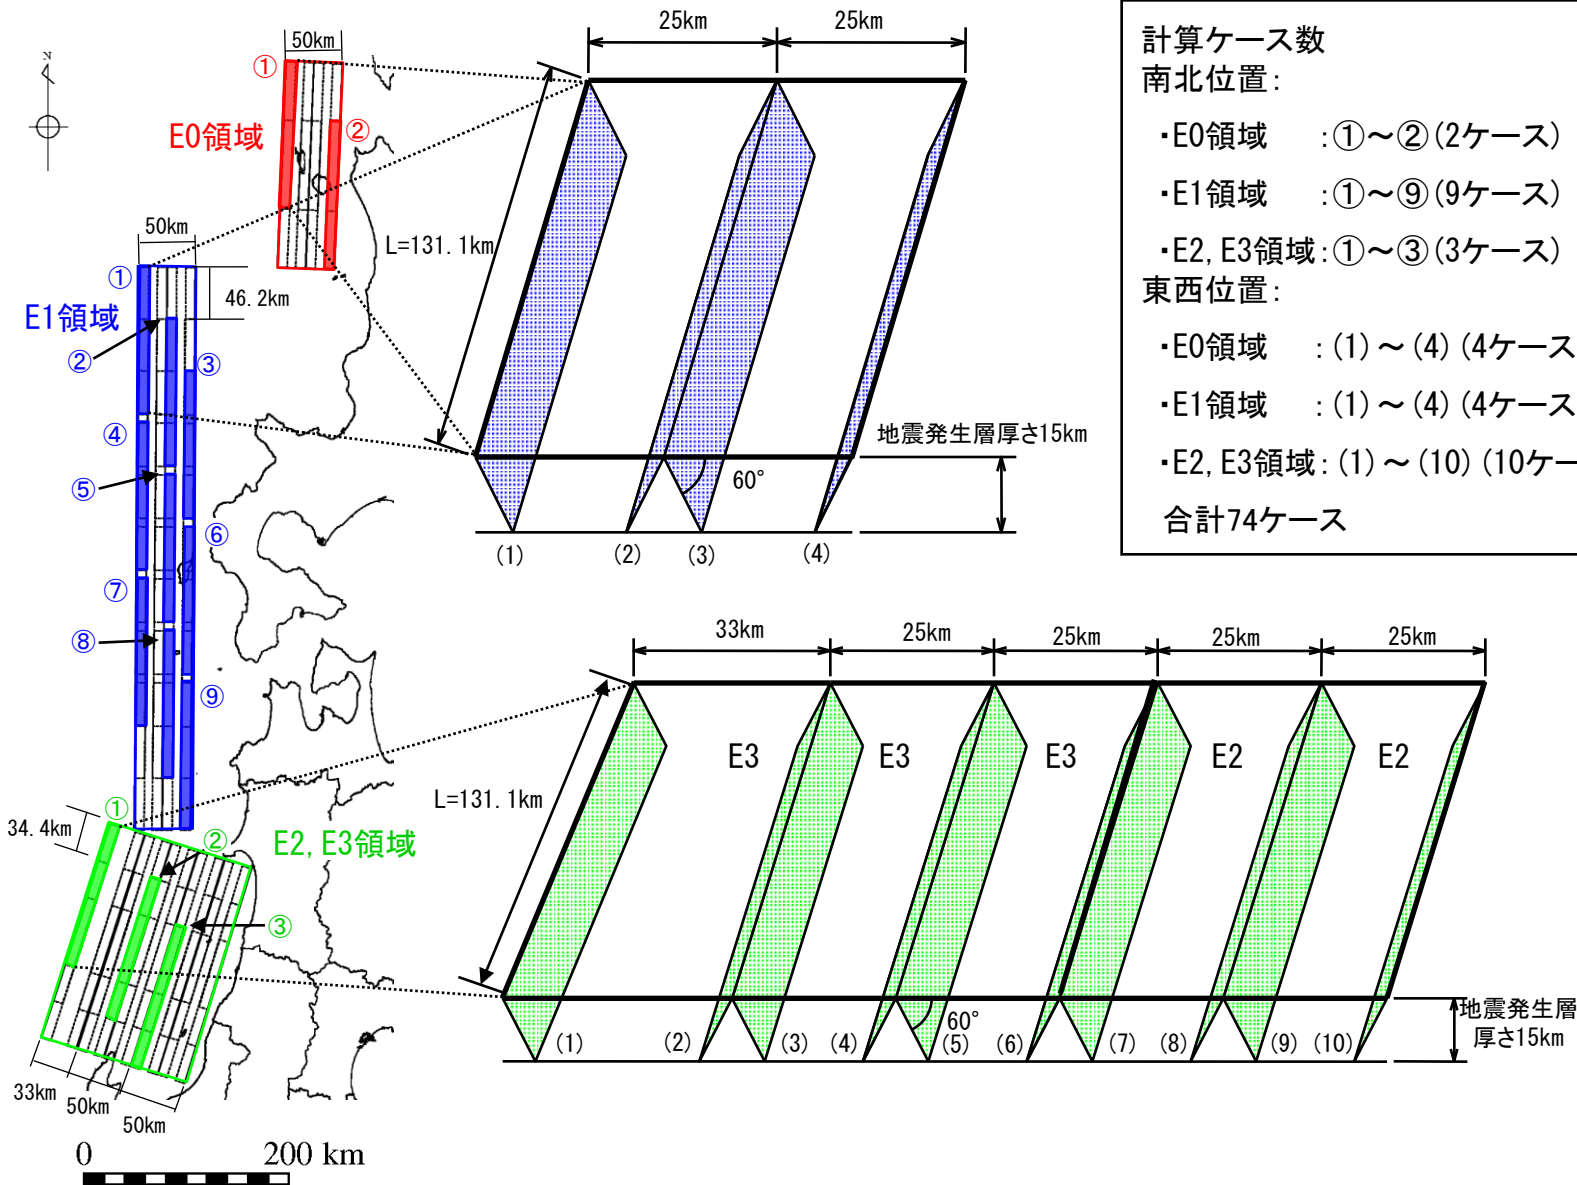 50km
①
E0領域
②
50km
①
46.2km
E1領域
②
③
④
⑤
⑥
⑦
⑧
⑨
34.4km
①
②
E2, E3領域
③
33km
50km
50km
0
200 km
25km
25km
L=131.1km
地震発生層厚さ15km
60°
(1)
(2)
(3)
(4)
計算ケース数
南北位置:
・E0領域 :①～②(2ケース)
・E1領域 :①～⑨(9ケース)
・E2, E3領域:①～③(3ケース)
東西位置:
・E0領域 :(1)～(4)(4ケース
・E1領域 :(1)～(4)(4ケース
・E2, E3領域:(1)～(10)(10ケー
合計74ケース
33km
25km
25km
25km
25km
L=131.1km
E3
E3
E3
E2
E2
60°
(1)
(2)
(3)
(4)
(5)
(6)
(7)
(8)
(9)
(10)
地震発生層
厚さ15km